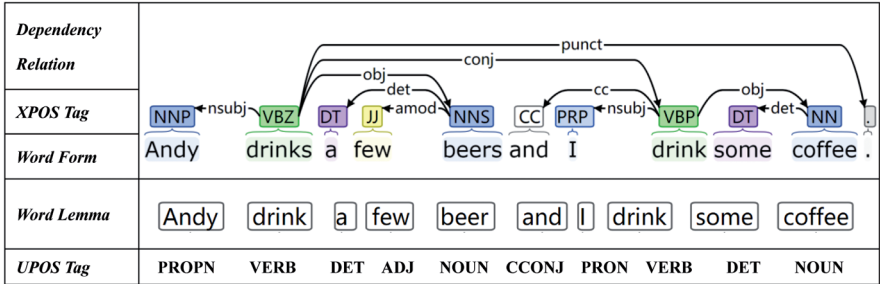 Dependency
Relation
punct
conj
obj
det cc obj
XPOS Tag
NNP nsubj VBZ DT JJ amod NNS CC PRP nsubj VBP DT det NN .
Word Form
Andy drinks a few beers and I drink some coffee .
Word Lemma
Andy drink a few beer and I drink some coffee
UPOS Tag
PROPN VERB DET ADJ NOUN CCONJ PRON VERB DET NOUN